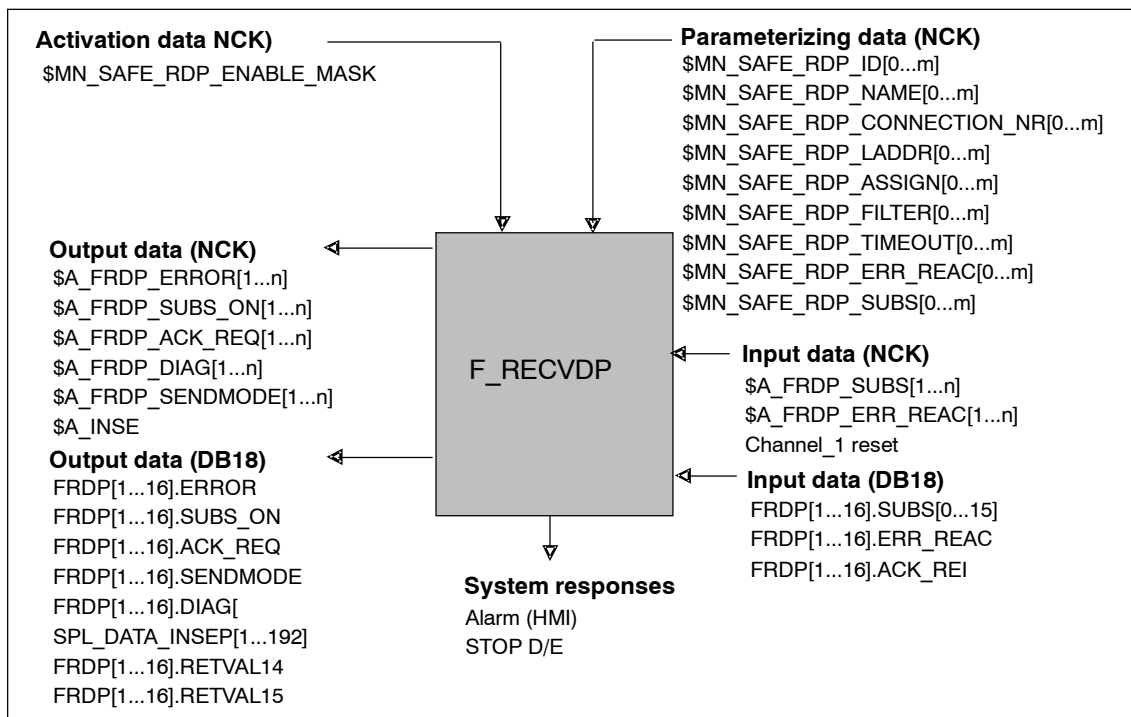 Activation data NCK)
$MN_SAFE_RDP_ENABLE_MASK
Parameterizing data (NCK)
$MN_SAFE_RDP_ID[0...m]
$MN_SAFE_RDP_NAME[0...m]
$MN_SAFE_RDP_CONNECTION_NR[0...m]
$MN_SAFE_RDP_LADDR[0...m]
$MN_SAFE_RDP_ASSIGN[0...m]
$MN_SAFE_RDP_FILTER[0...m]
$MN_SAFE_RDP_TIMEOUT[0...m]
$MN_SAFE_RDP_ERR_REAC[0...m]
$MN_SAFE_RDP_SUBS[0...m]
Output data (NCK)
$A_FRDP_ERROR[1...n]
$A_FRDP_SUBS_ON[1...n]
$A_FRDP_ACK_REQ[1...n]
$A_FRDP_DIAG[1...n]
$A_FRDP_SENDMODE[1...n]
$A_INSE
Output data (DB18)
FRDP[1...16].ERROR
FRDP[1...16].SUBS_ON
FRDP[1...16].ACK_REQ
FRDP[1...16].SENDMODE
FRDP[1...16].DIAG[
SPL_DATA_INSEP[1...192]
FRDP[1...16].RETVAL14
FRDP[1...16].RETVAL15
F_RECVDP
Input data (NCK)
$A_FRDP_SUBS[1...n]
$A_FRDP_ERR_REAC[1...n]
Channel_1 reset
Input data (DB18)
FRDP[1...16].SUBS[0...15]
FRDP[1...16].ERR_REAC
FRDP[1...16].ACK_REI
System responses
Alarm (HMI)
STOP D/E